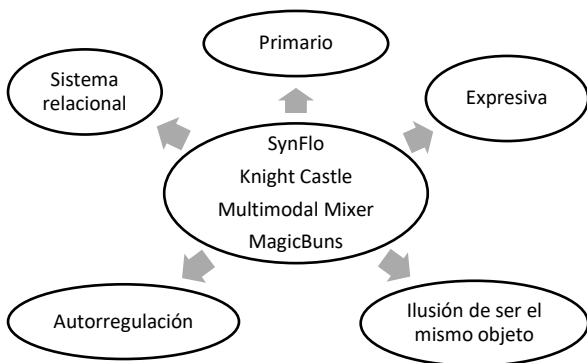 Primario
Sistema
relacional
Expresiva
SynFlo
Knight Castle
Multimodal Mixer
MagicBuns
Autorregulación
Ilusión de ser el
mismo objeto